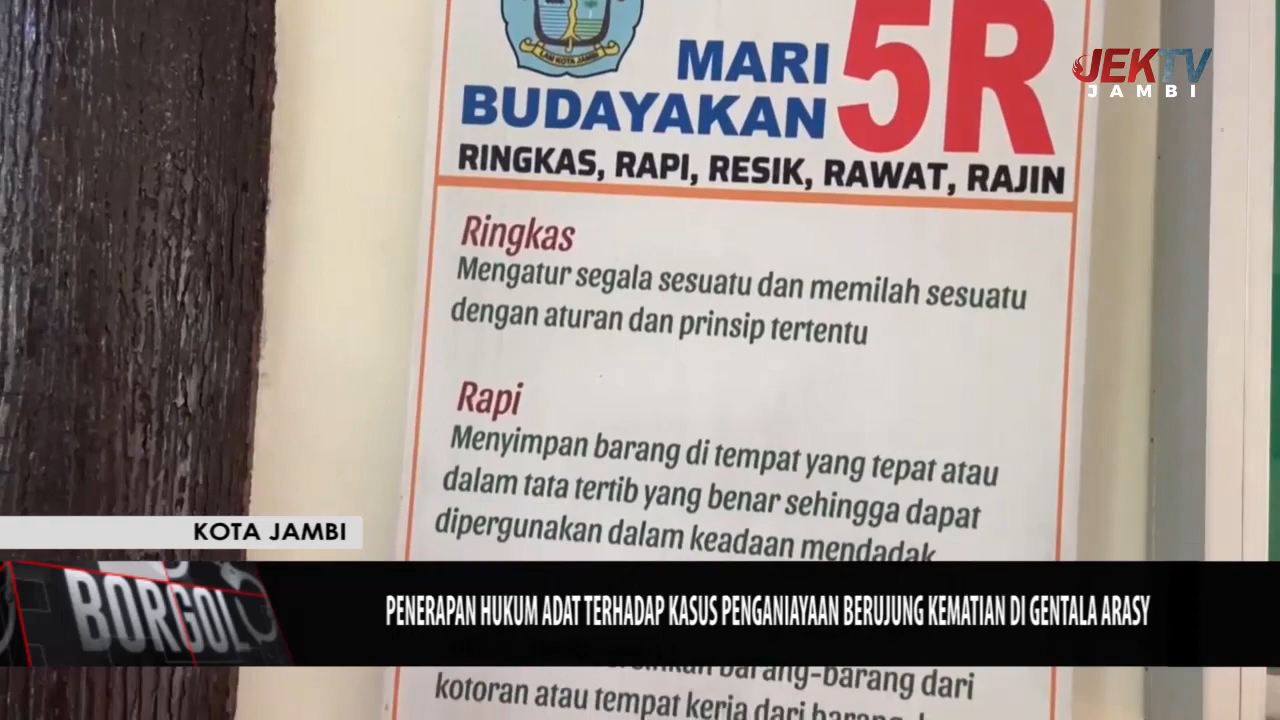 LAM KOTA JAMBI
MARI
BUDAYAKAN
5R
JEKTV
JAMBI
RINGKAS, RAPI, RESIK, RAWAT, RAJIN
Ringkas
Mengatur segala sesuatu dan memilah sesuatu
dengan aturan dan prinsip tertentu
Rapi
Menyimpan barang di tempat yang tepat atau
dalam tata tertib yang benar sehingga dapat
dipergunakan dalam keadaan mendadak
KOTA JAMBI
BORGOL
PENERAPAN HUKUM ADAT TERHADAP KASUS PENGANIAYAAN BERUJUNG KEMATIAN DI GENTALA ARASY
barang-barang dari
kotoran atau tempat kerja dari